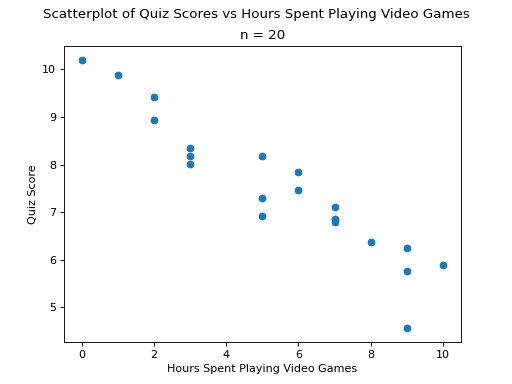 Scatterplot of Quiz Scores vs Hours Spent Playing Video Games
n = 20
10
9
8
7
6
5
Quiz Score
0 2 4 6 8 10
Hours Spent Playing Video Games